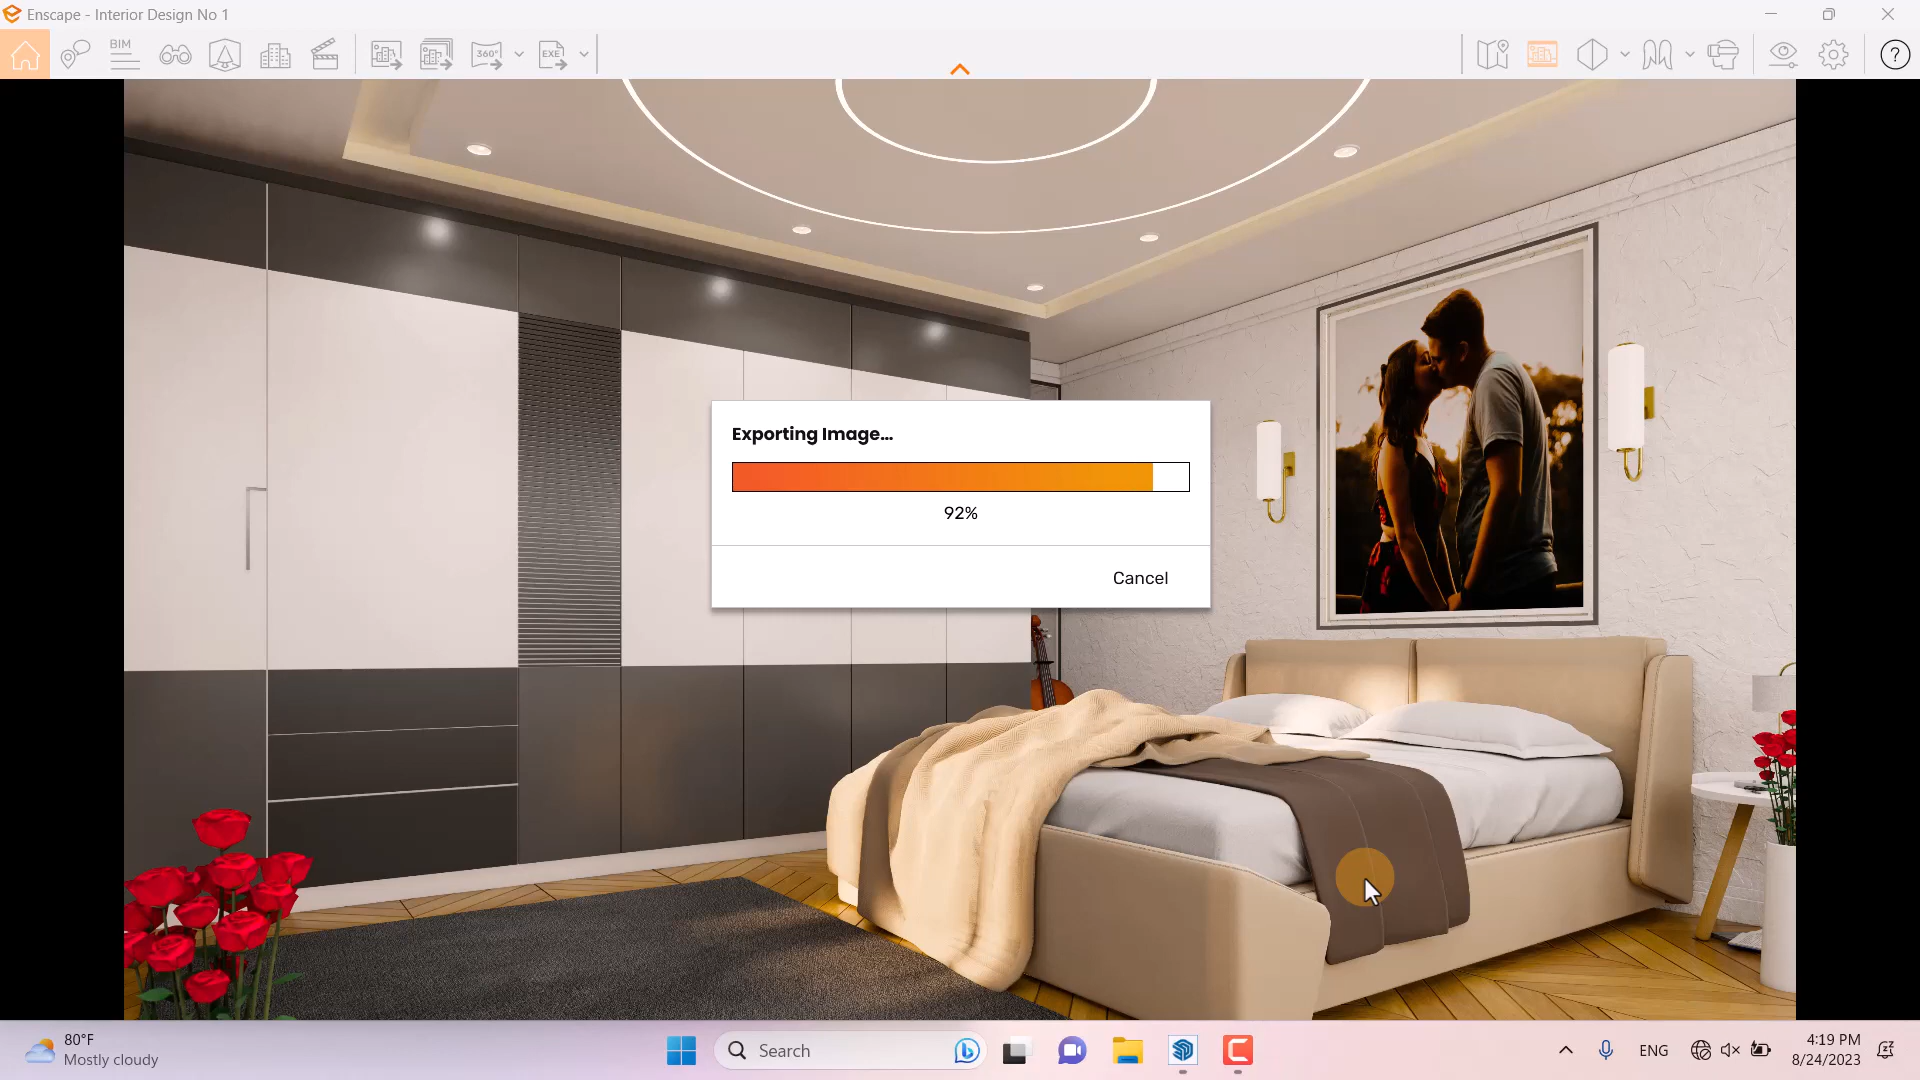 Enscape - Interior Design No 1
BIM
360°
EXE
?
Exporting Image...
92%
Cancel
80°F
Mostly cloudy
Search
ENG
4:19 PM
8/24/2023